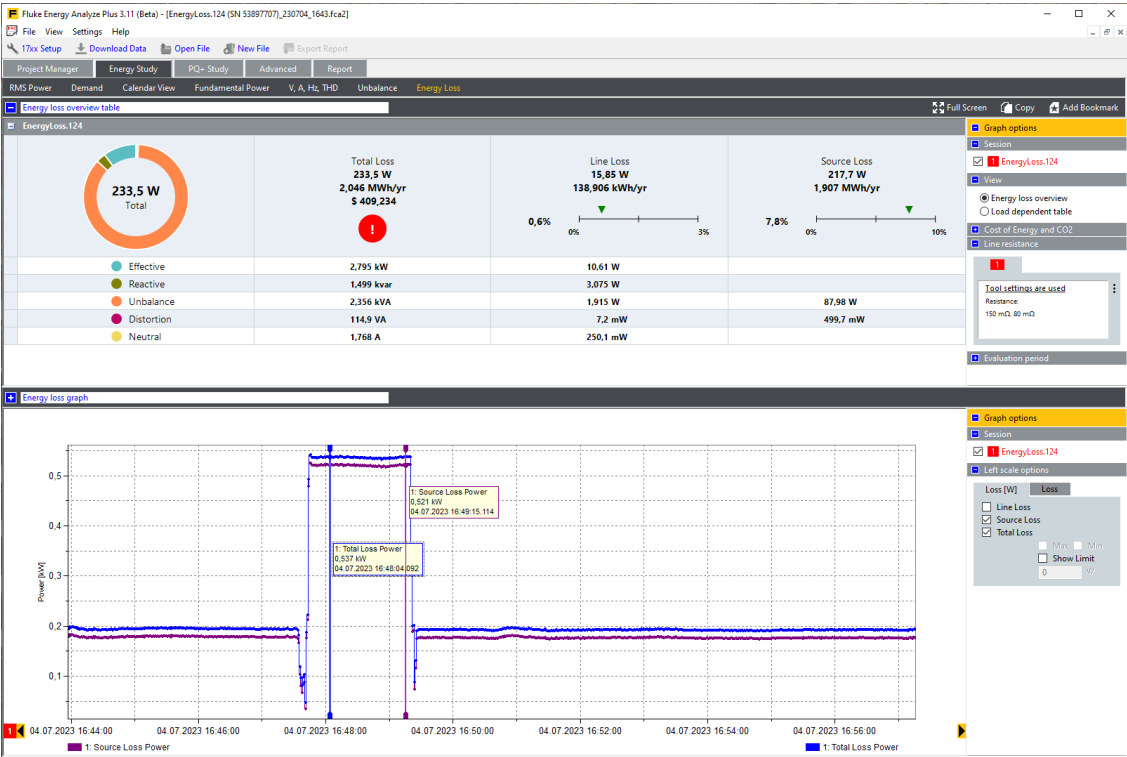 Fluke Energy Analyze Plus 3.11 (Beta) - [EnergyLoss.124 (SN 53897707)_230704_1643.fca2]
File View Settings Help
17xx Setup Download Data Open File New File Export Report
Project Manager Energy Study PQ+ Study Advanced Report
RMS Power Demand Calendar View Fundamental Power V, A, Hz, THD Unbalance Energy Loss
Energy loss overview table Full Screen Copy Add Bookmark
EnergyLoss.124
233,5 W
Total
Total Loss
233,5 W
2,046 MWh/yr
$ 409,234
!
Line Loss
15,85 W
138,906 kWh/yr
0,6%
0% 3%
Source Loss
217,7 W
1,907 MWh/yr
7,8%
0% 10%
Effective 2,795 kW 10,61 W
Reactive 1,499 kvar 3,075 W
Unbalance 2,356 kVA 1,915 W 87,98 W
Distortion 114,9 VA 7,2 mW 499,7 mW
Neutral 1,768 A 250,1 mW
Graph options
Session
1 EnergyLoss.124
View
Energy loss overview
Load dependent table
Cost of Energy and CO2
Line resistance
1
Tool settings are used
Resistance:
150 mΩ, 80 mΩ
Evaluation period
Energy loss graph
Power [kW]
0,5
0,4
0,3
0,2
0,1
1: Source Loss Power
0,521 kW
04.07.2023 16:49:15.114
1: Total Loss Power
0,537 kW
04.07.2023 16:48:04.092
1 04.07.2023 16:44:00 04.07.2023 16:46:00 04.07.2023 16:48:00 04.07.2023 16:50:00 04.07.2023 16:52:00 04.07.2023 16:54:00 04.07.2023 16:56:00
1: Source Loss Power 1: Total Loss Power
Graph options
Session
1 EnergyLoss.124
Left scale options
Loss [W] Loss
Line Loss
Source Loss
Total Loss
Max Min
Show Limit
0 W